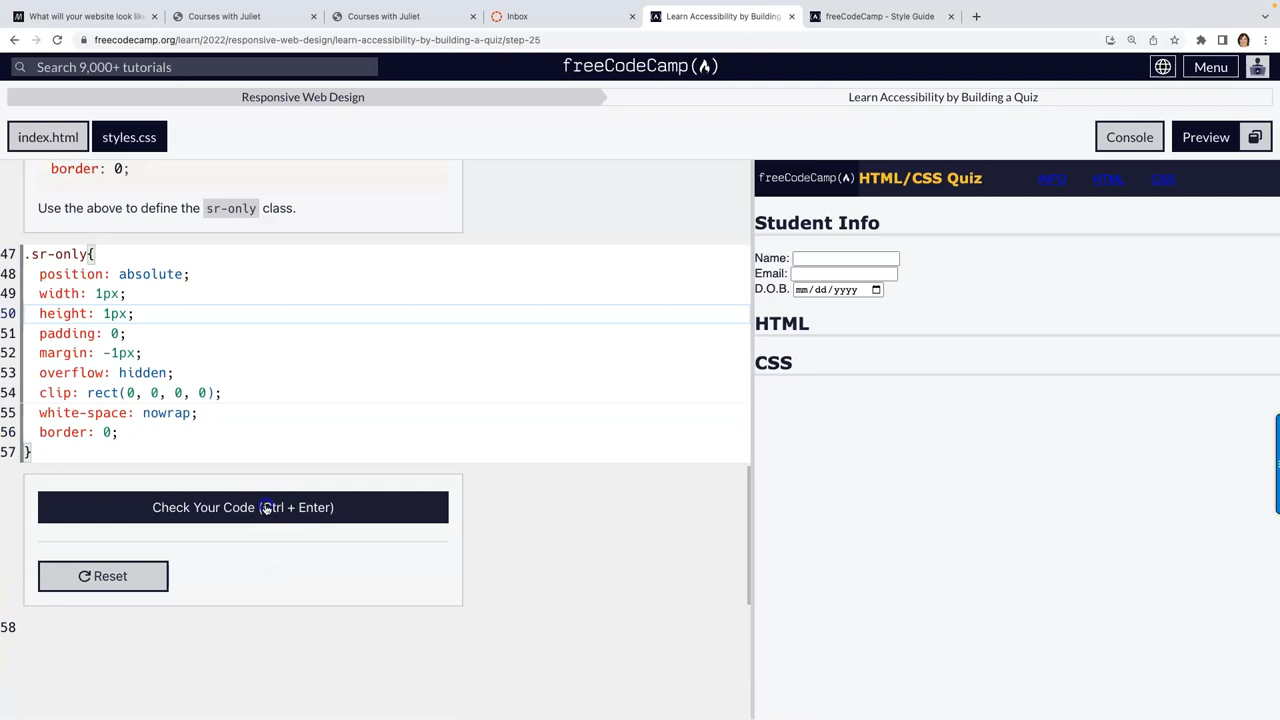 What will your website look like
Courses with Juliet
Courses with Juliet
Inbox
Learn Accessibility by Building
freeCodeCamp - Style Guide
freecodecamp.org/learn/2022/responsive-web-design/learn-accessibility-by-building-a-quiz/step-25
Search 9,000+ tutorials
freeCodeCamp
Menu
Responsive Web Design
Learn Accessibility by Building a Quiz
index.html
styles.css
Console
Preview
border: 0;
Use the above to define the sr-only class.
47 .sr-only{
48 position: absolute;
49 width: 1px;
50 height: 1px;
51 padding: 0;
52 margin: -1px;
53 overflow: hidden;
54 clip: rect(0, 0, 0, 0);
55 white-space: nowrap;
56 border: 0;
57 }
Check Your Code (Ctrl + Enter)
Reset
58
freeCodeCamp HTML/CSS Quiz INFO HTML CSS
Student Info
Name:
Email:
D.O.B. mm/dd/yyyy
HTML
CSS